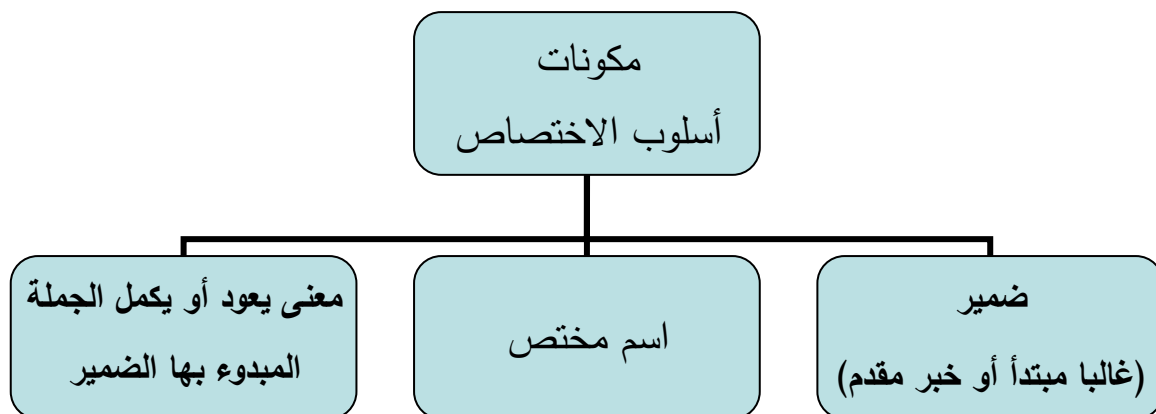 مكونات
أسلوب الاختصاص
ضمير
(غالبا مبتدأ أو خبر مقدم)
اسم مختص
معنى يعود أو يكمل الجملة
المبدوء بها الضمير